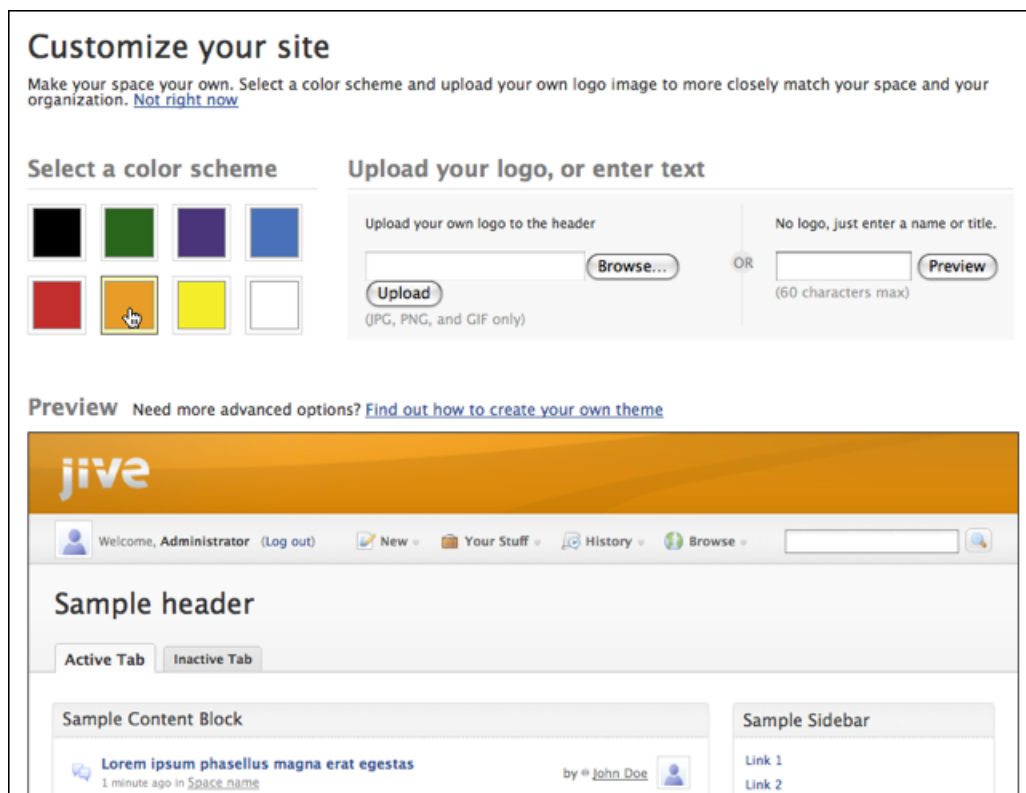 Customize your site
Make your space your own. Select a color scheme and upload your own logo image to more closely match your space and your
organization. Not right now
Select a color scheme
Upload your logo, or enter text
Upload your own logo to the header
No logo, just enter a name or title.
Browse...
OR
Preview
Upload
(60 characters max)
(JPG, PNG, and GIF only)
Preview Need more advanced options? Find out how to create your own theme
jive
Welcome, Administrator (Log out) New Your Stuff History Browse
Sample header
Active Tab Inactive Tab
Sample Content Block
Sample Sidebar
Lorem ipsum phasellus magna erat egestas
by John Doe
1 minute ago in Space name
Link 1
Link 2